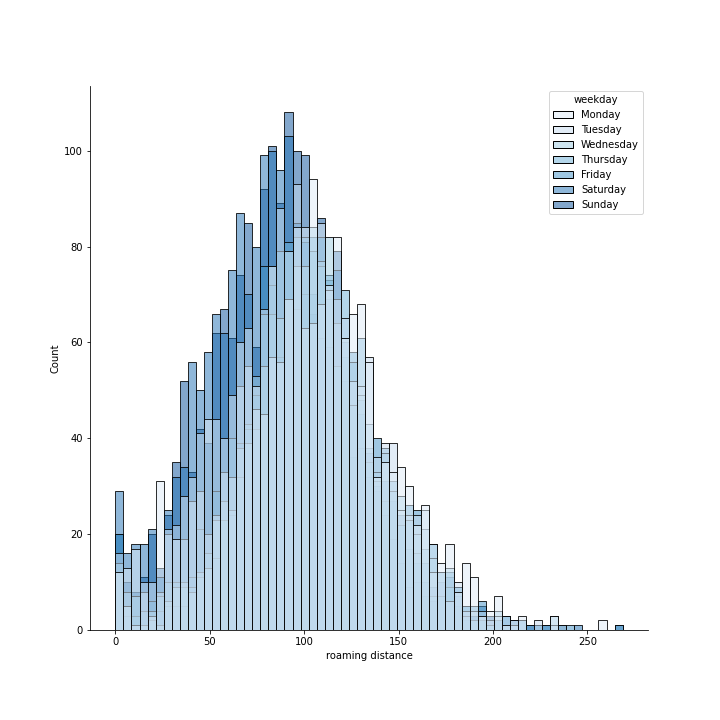 weekday
Monday
Tuesday
Wednesday
Thursday
Friday
Saturday
Sunday
Count
100
80
60
40
20
0
0 50 100 150 200 250
roaming distance